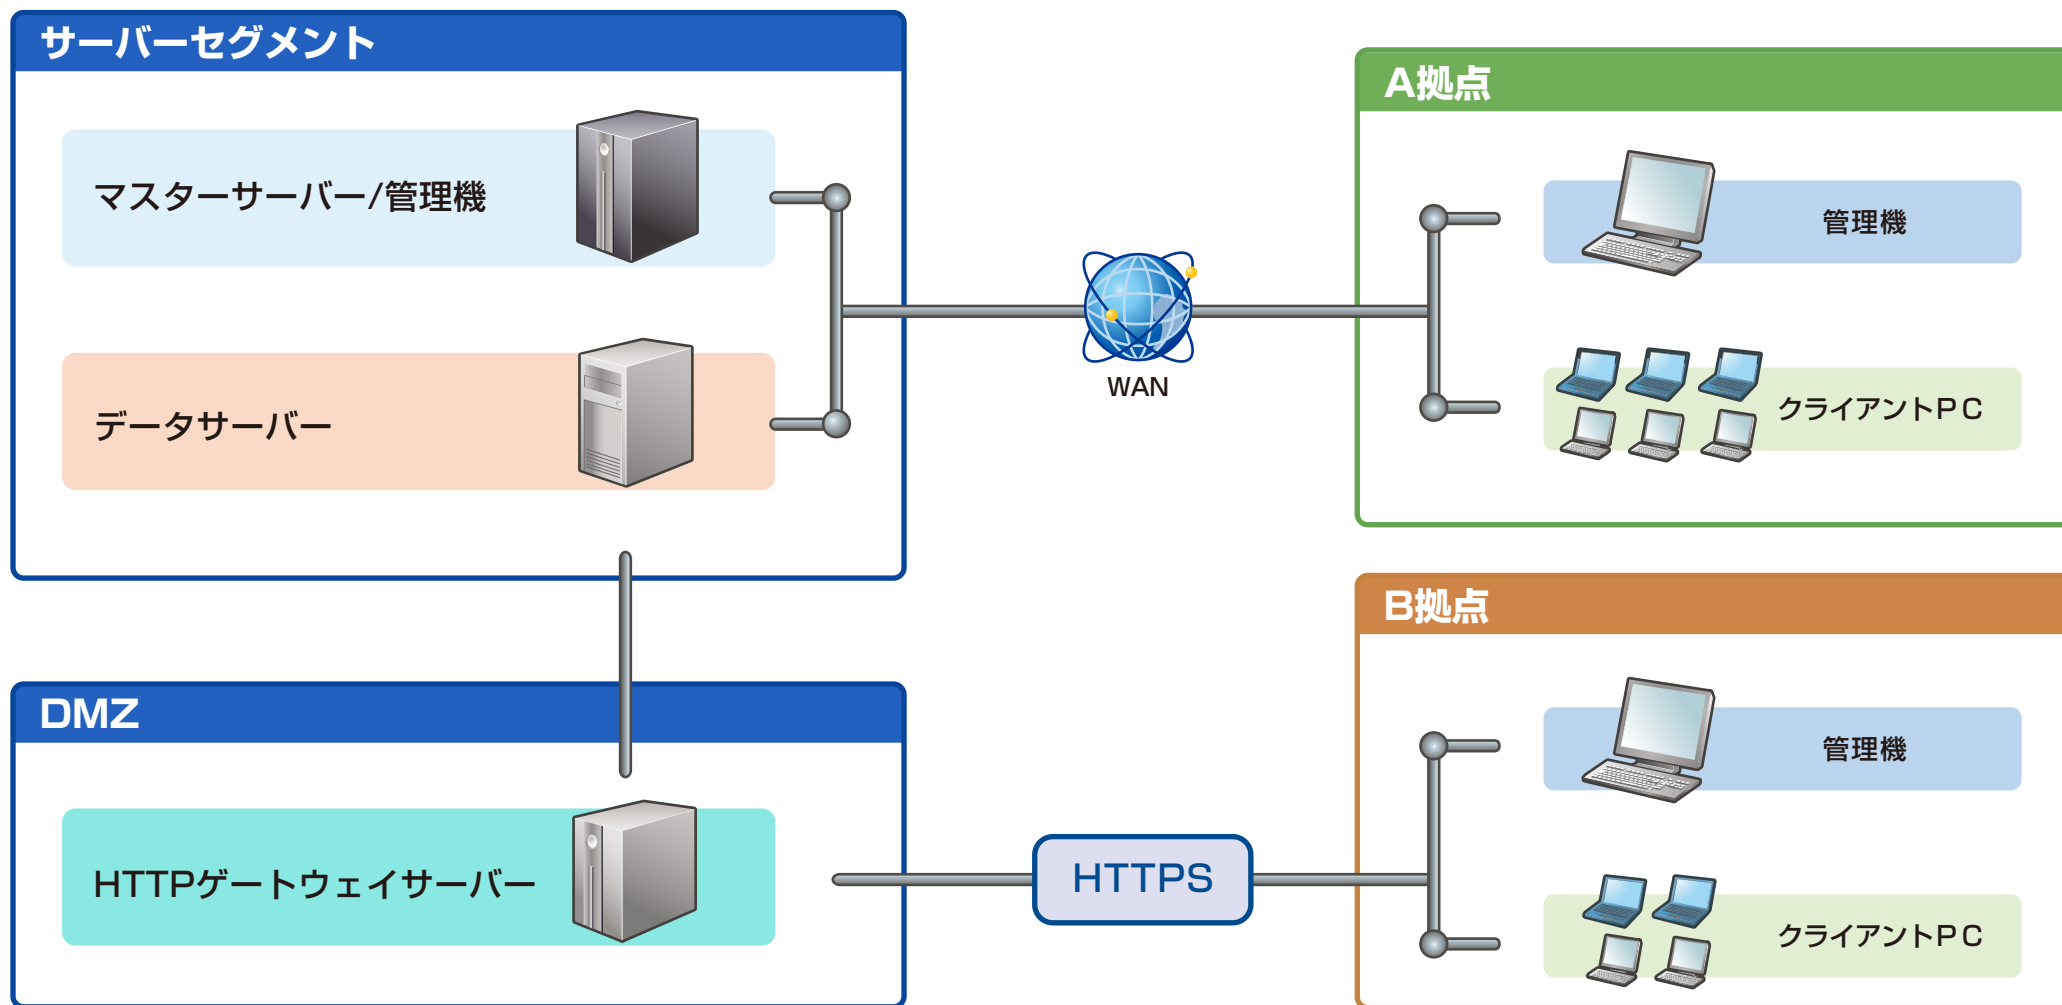 サーバーセグメント
マスターサーバー/管理機
データサーバー
WAN
A拠点
管理機
クライアントPC
DMZ
HTTPゲートウェイサーバー
HTTPS
B拠点
管理機
クライアントPC